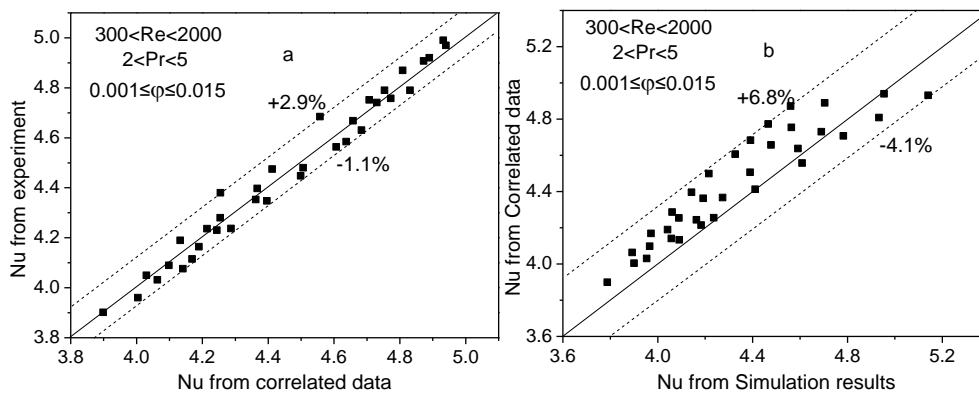 300<Re<2000
2<Pr<5
0.001≤φ≤0.015
a
+2.9%
-1.1%
5.0
4.8
4.6
4.4
4.2
4.0
3.8
Nu from experiment
3.8 4.0 4.2 4.4 4.6 4.8 5.0
Nu from correlated data
300<Re<2000
2<Pr<5
0.001≤φ≤0.015
b
+6.8%
-4.1%
5.2
4.8
4.4
4.0
3.6
Nu from Correlated data
3.6 4.0 4.4 4.8 5.2
Nu from Simulation results